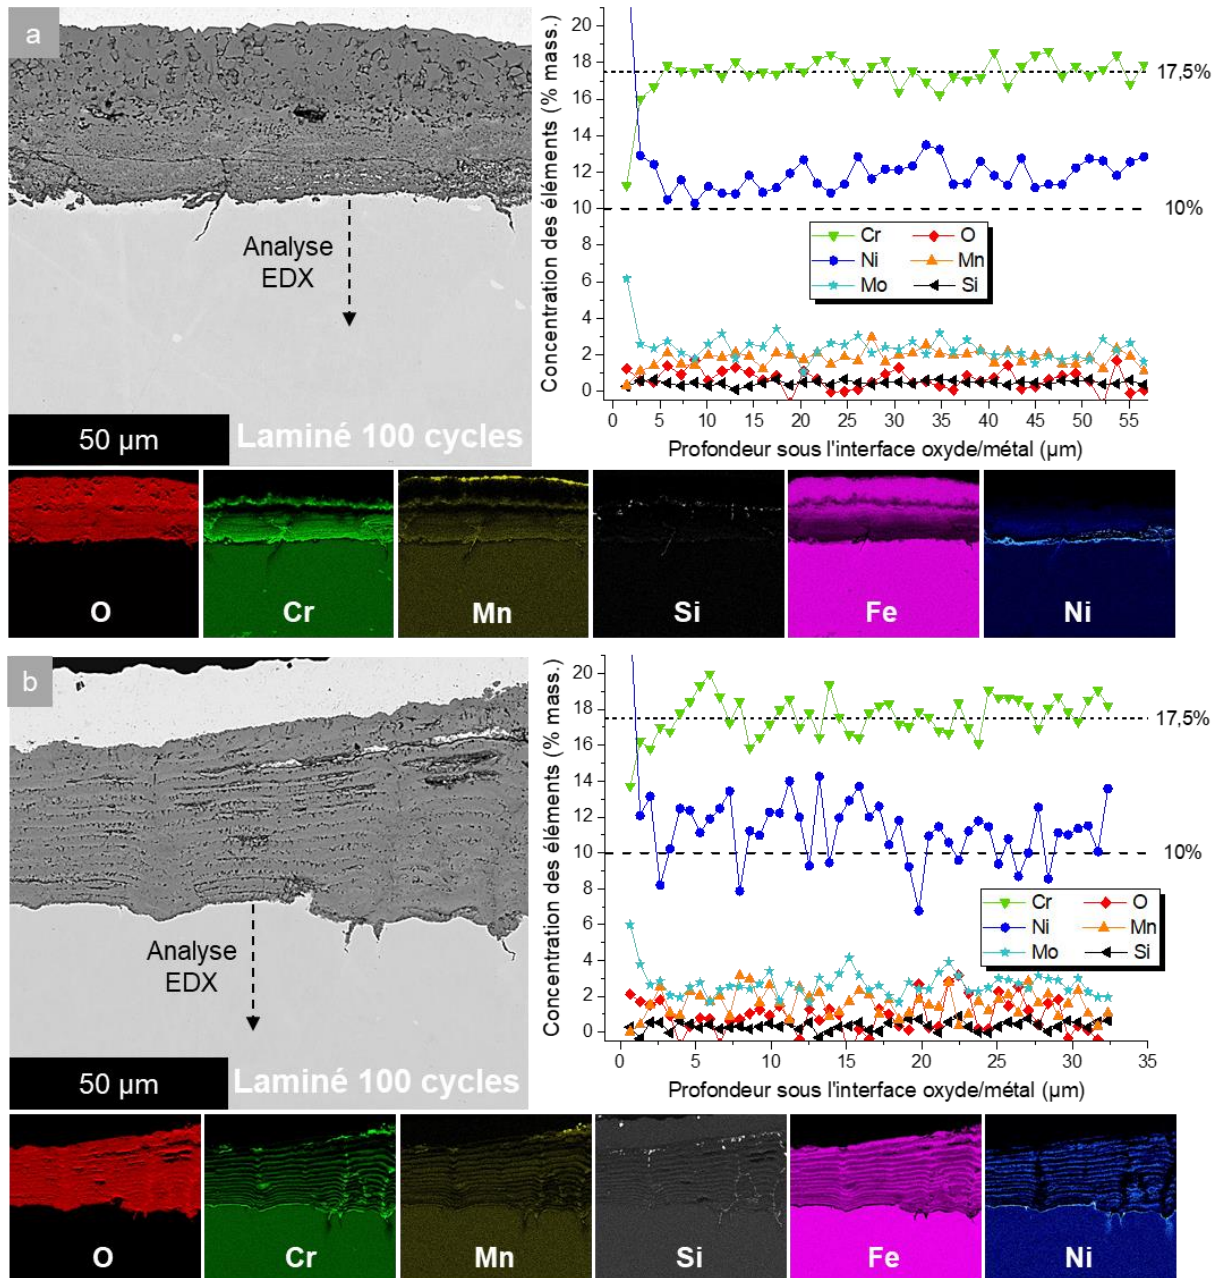 a
Analyse
EDX
50 µm
Laminé 100 cycles
Concentration des éléments (% mass.)
20
18
16
14
12
10
8
6
4
2
0
17,5%
10%
Cr
O
Ni
Mn
Mo
Si
0 5 10 15 20 25 30 35 40 45 50 55
Profondeur sous l'interface oxyde/métal (µm)
O Cr Mn Si Fe Ni
b
Analyse
EDX
50 µm
Laminé 100 cycles
Concentration des éléments (% mass.)
20
18
16
14
12
10
8
6
4
2
0
17,5%
10%
Cr
O
Ni
Mn
Mo
Si
0 5 10 15 20 25 30 35
Profondeur sous l'interface oxyde/métal (µm)
O Cr Mn Si Fe Ni